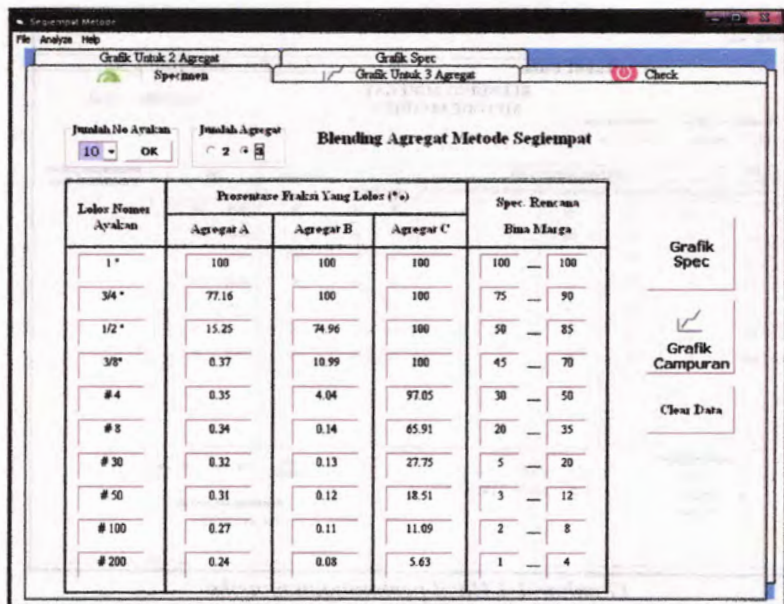 Segiempat Metode
File Analyze Help
Grafik Untuk 2 Agregat Grafik Spec
Specimen Grafik Untuk 3 Agregat Check
Jumlah No Ayakan Jumlah Agregat
10 OK 2 3
Blending Agregat Metode Segiempat
Lolos Nomer Ayakan Prosentase Fraksi Yang Lolos (%) Spec. Rencana
Agregat A Agregat B Agregat C Bina Marga
1" 100 100 100 100 — 100
3/4" 77.16 100 100 75 — 90
1/2" 15.25 74.96 100 50 — 85
3/8" 0.37 10.99 100 45 — 70
#4 0.35 4.04 97.05 30 — 50
#8 0.34 0.14 65.91 20 — 35
#30 0.32 0.13 27.75 5 — 20
#50 0.31 0.12 18.51 3 — 12
#100 0.27 0.11 11.09 2 — 8
#200 0.24 0.08 5.63 1 — 4
Grafik
Spec
Grafik
Campuran
Clear Data